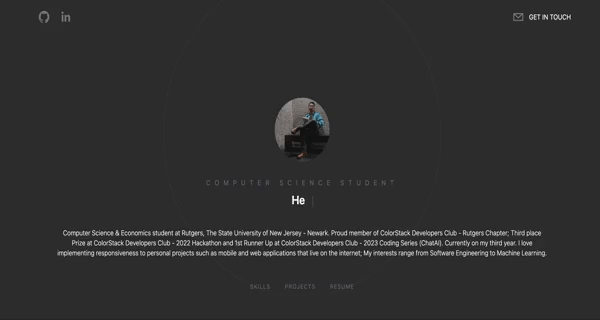 GET IN TOUCH
COMPUTER SCIENCE STUDENT
He
Computer Science & Economics student at Rutgers, The State University of New Jersey - Newark. Proud member of ColorStack Developers Club - Rutgers Chapter; Third place
Prize at ColorStack Developers Club - 2022 Hackathon and 1st Runner Up at ColorStack Developers Club - 2023 Coding Series (ChatAI). Currently on my third year. I love
implementing responsiveness to personal projects such as mobile and web applications that live on the internet; My interests range from Software Engineering to Machine Learning.
SKILLS PROJECTS RESUME